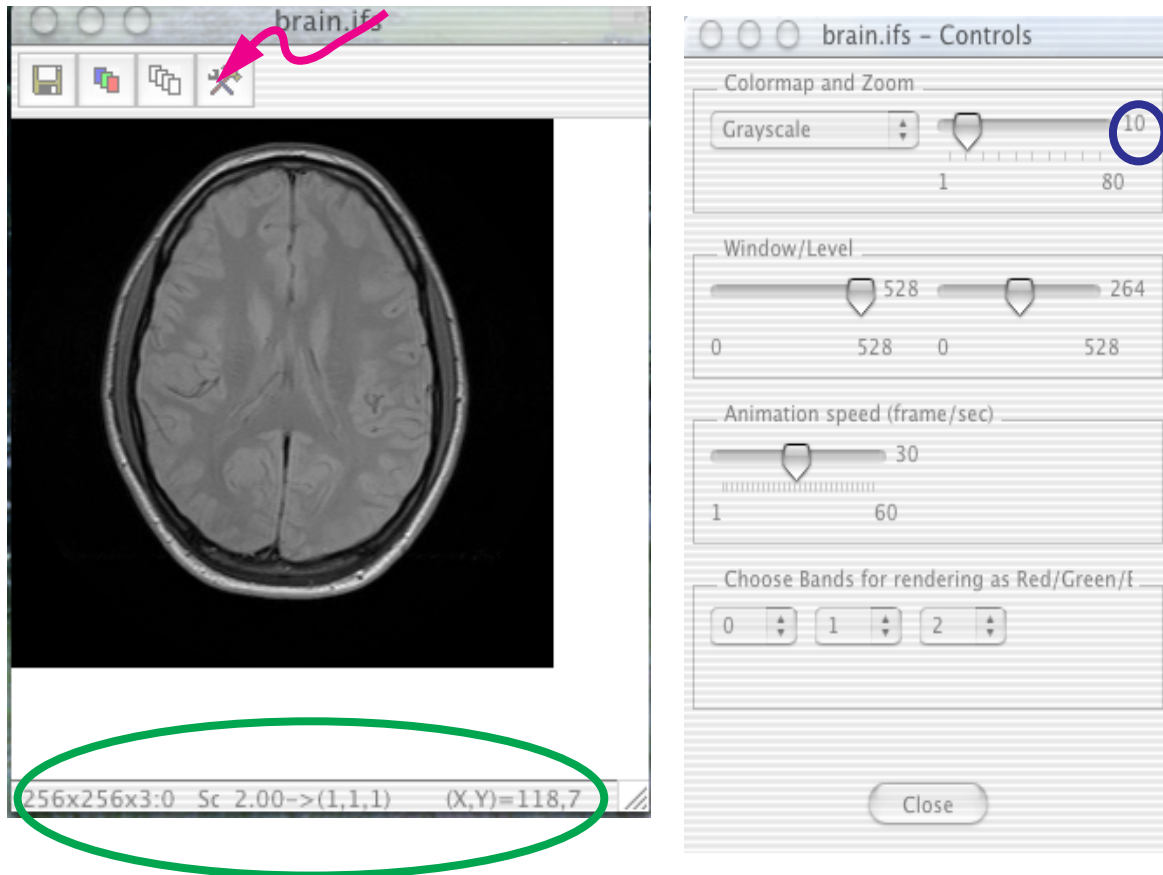 brain.ifs
256x256x3:0 Sc 2.00->(1,1,1) (X,Y)=118,7
brain.ifs – Controls
Colormap and Zoom
Grayscale
10
1 80
Window/Level
528 264
0 528 0 528
Animation speed (frame/sec)
30
1 60
Choose Bands for rendering as Red/Green/
0 1 2
Close